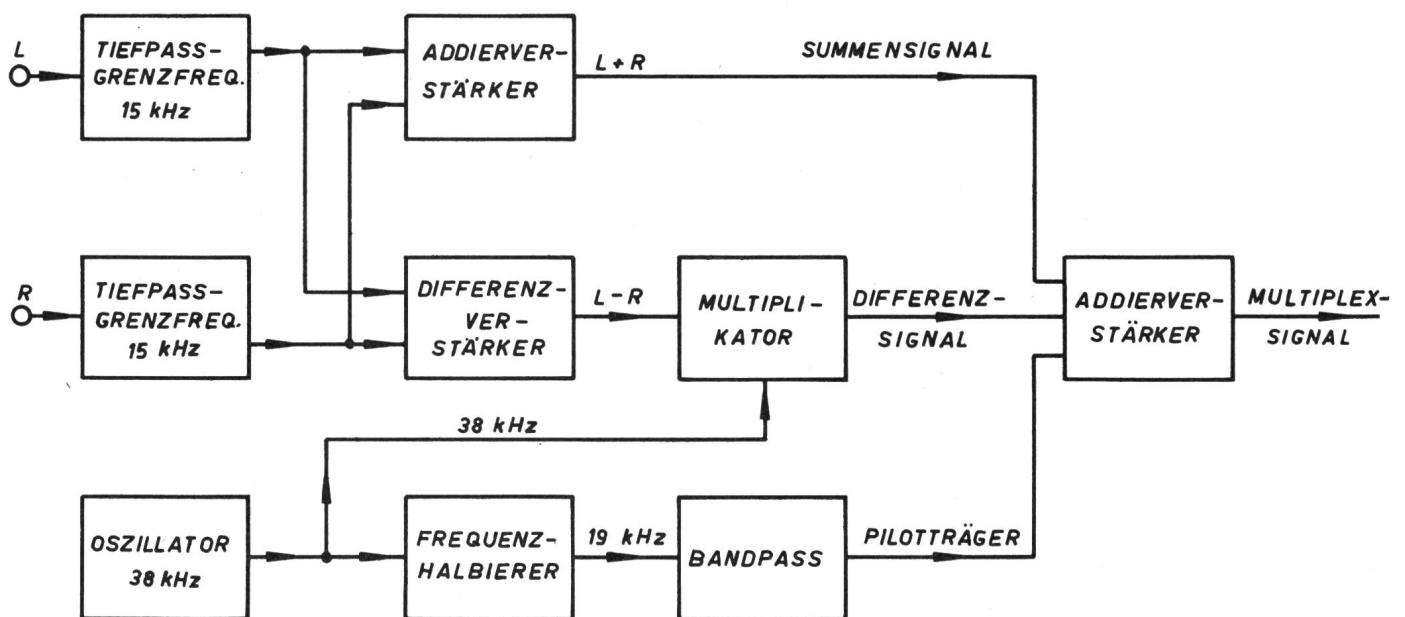 L
TIEFPASS-
GRENZFREQ.
15 kHz
ADDIERVER-
STÄRKER
L+R
SUMMENSIGNAL
R
TIEFPASS-
GRENZFREQ.
15 kHz
DIFFERENZ-
VER-
STÄRKER
L-R
MULTIPLI-
KATOR
DIFFERENZ-
SIGNAL
ADDIERVER-
STÄRKER
MULTIPLEX-
SIGNAL
38 kHz
OSZILLATOR
38 kHz
FREQUENZ-
HALBIERER
19 kHz
BANDPASS
PILOTTRÄGER